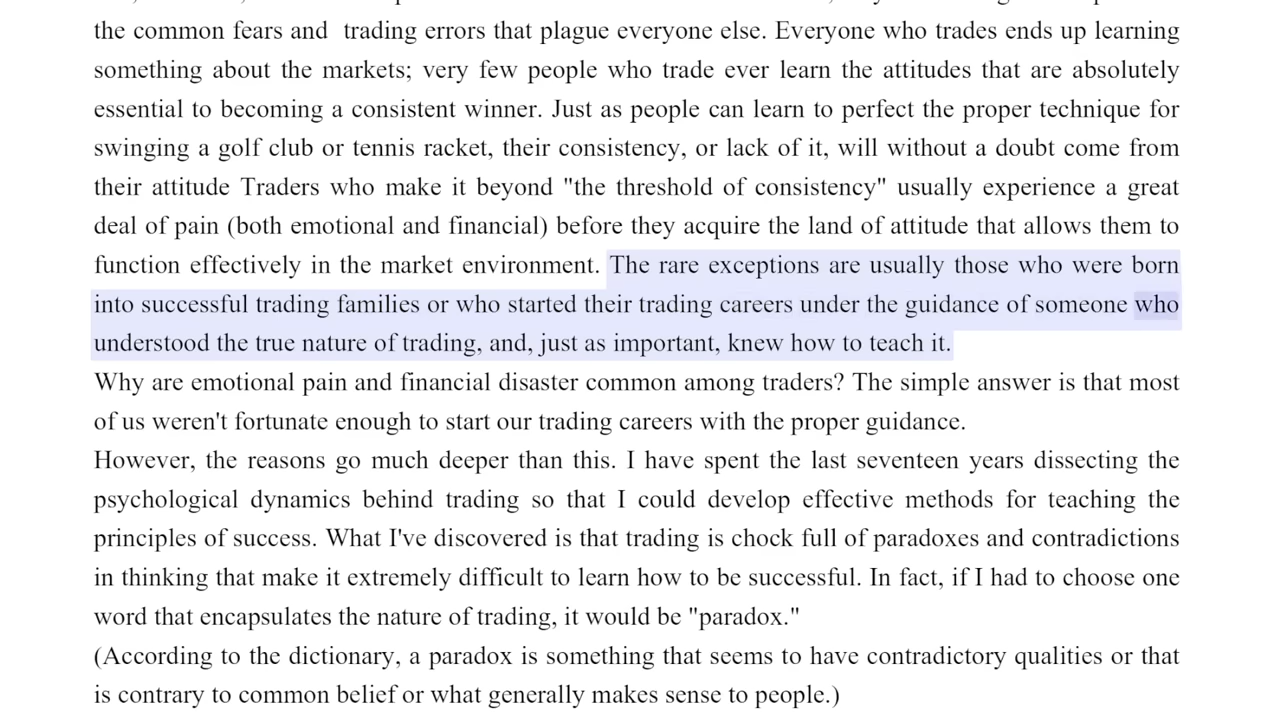 the common fears and trading errors that plague everyone else. Everyone who trades ends up learning
something about the markets; very few people who trade ever learn the attitudes that are absolutely
essential to becoming a consistent winner. Just as people can learn to perfect the proper technique for
swinging a golf club or tennis racket, their consistency, or lack of it, will without a doubt come from
their attitude Traders who make it beyond "the threshold of consistency" usually experience a great
deal of pain (both emotional and financial) before they acquire the land of attitude that allows them to
function effectively in the market environment. The rare exceptions are usually those who were born
into successful trading families or who started their trading careers under the guidance of someone who
understood the true nature of trading, and, just as important, knew how to teach it.
Why are emotional pain and financial disaster common among traders? The simple answer is that most
of us weren't fortunate enough to start our trading careers with the proper guidance.
However, the reasons go much deeper than this. I have spent the last seventeen years dissecting the
psychological dynamics behind trading so that I could develop effective methods for teaching the
principles of success. What I've discovered is that trading is chock full of paradoxes and contradictions
in thinking that make it extremely difficult to learn how to be successful. In fact, if I had to choose one
word that encapsulates the nature of trading, it would be "paradox."
(According to the dictionary, a paradox is something that seems to have contradictory qualities or that
is contrary to common belief or what generally makes sense to people.)